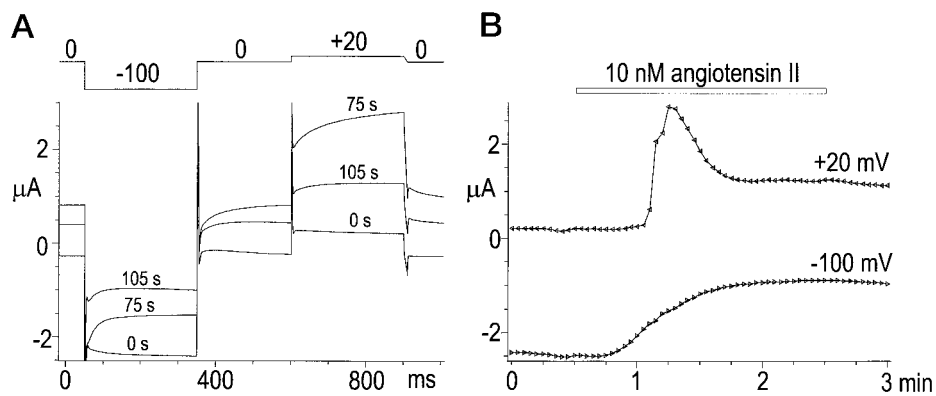 A
0
-100
0
+20
0
75 s
105 s
0 s
105 s
75 s
0 s
2
μA
0
-2
0
400
800
ms
B
10 nM angiotensin II
+20 mV
-100 mV
2
μA
0
-2
0
1
2
3 min